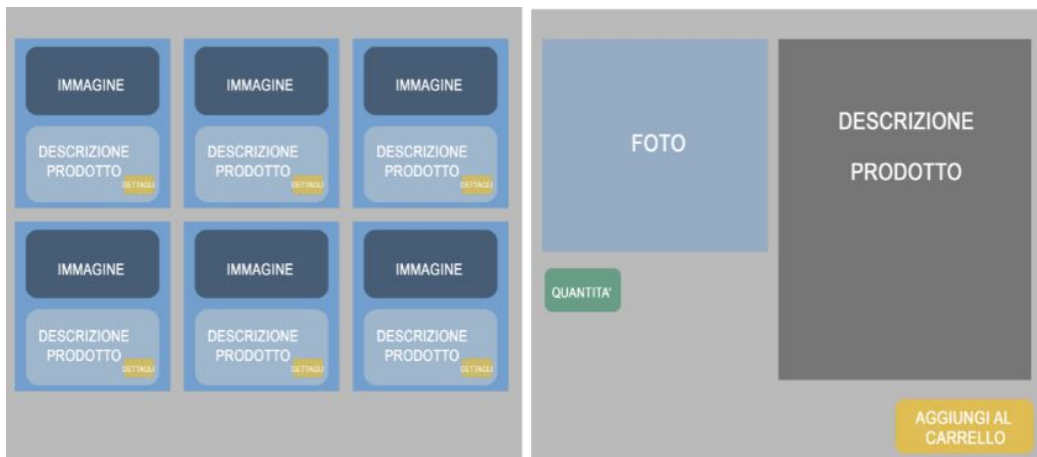 IMMAGINE
IMMAGINE
IMMAGINE
DESCRIZIONE
PRODOTTO
DETTAGLI
DESCRIZIONE
PRODOTTO
DETTAGLI
DESCRIZIONE
PRODOTTO
DETTAGLI
IMMAGINE
IMMAGINE
IMMAGINE
DESCRIZIONE
PRODOTTO
DETTAGLI
DESCRIZIONE
PRODOTTO
DETTAGLI
DESCRIZIONE
PRODOTTO
DETTAGLI
FOTO
DESCRIZIONE
PRODOTTO
QUANTITA'
AGGIUNGI AL
CARRELLO